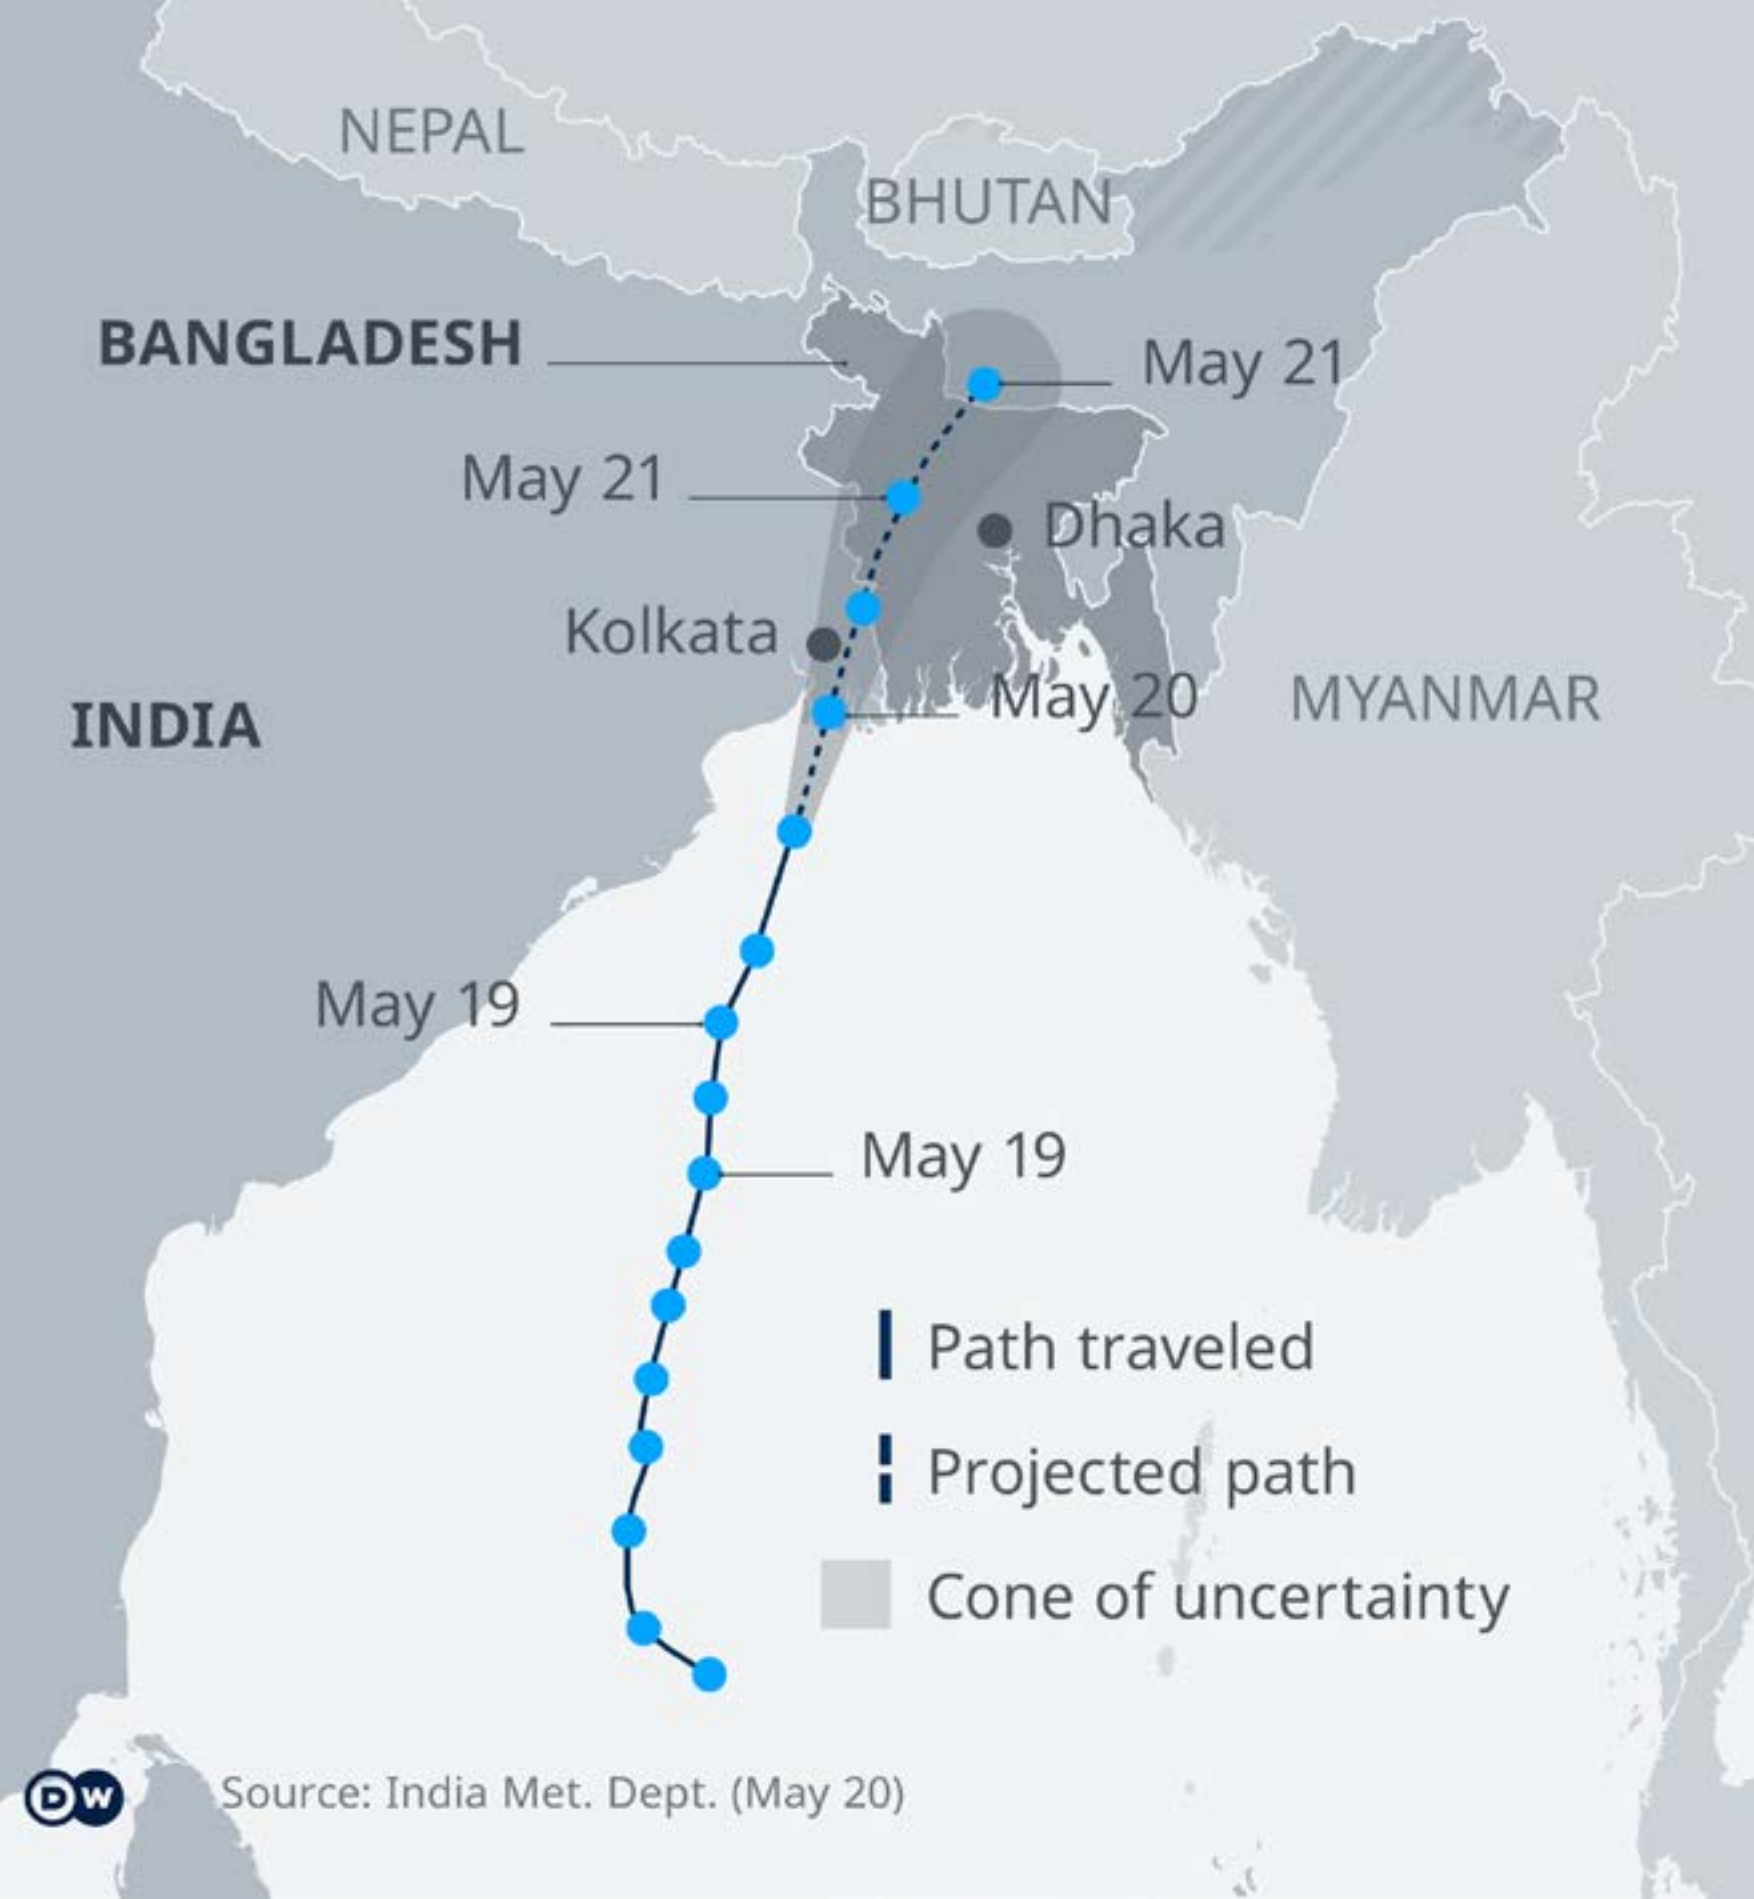 NEPAL
BHUTAN
BANGLADESH
May 21
May 21
Dhaka
Kolkata
May 20
MYANMAR
INDIA
May 19
May 19
Path traveled
Projected path
Cone of uncertainty
DW
Source: India Met. Dept. (May 20)